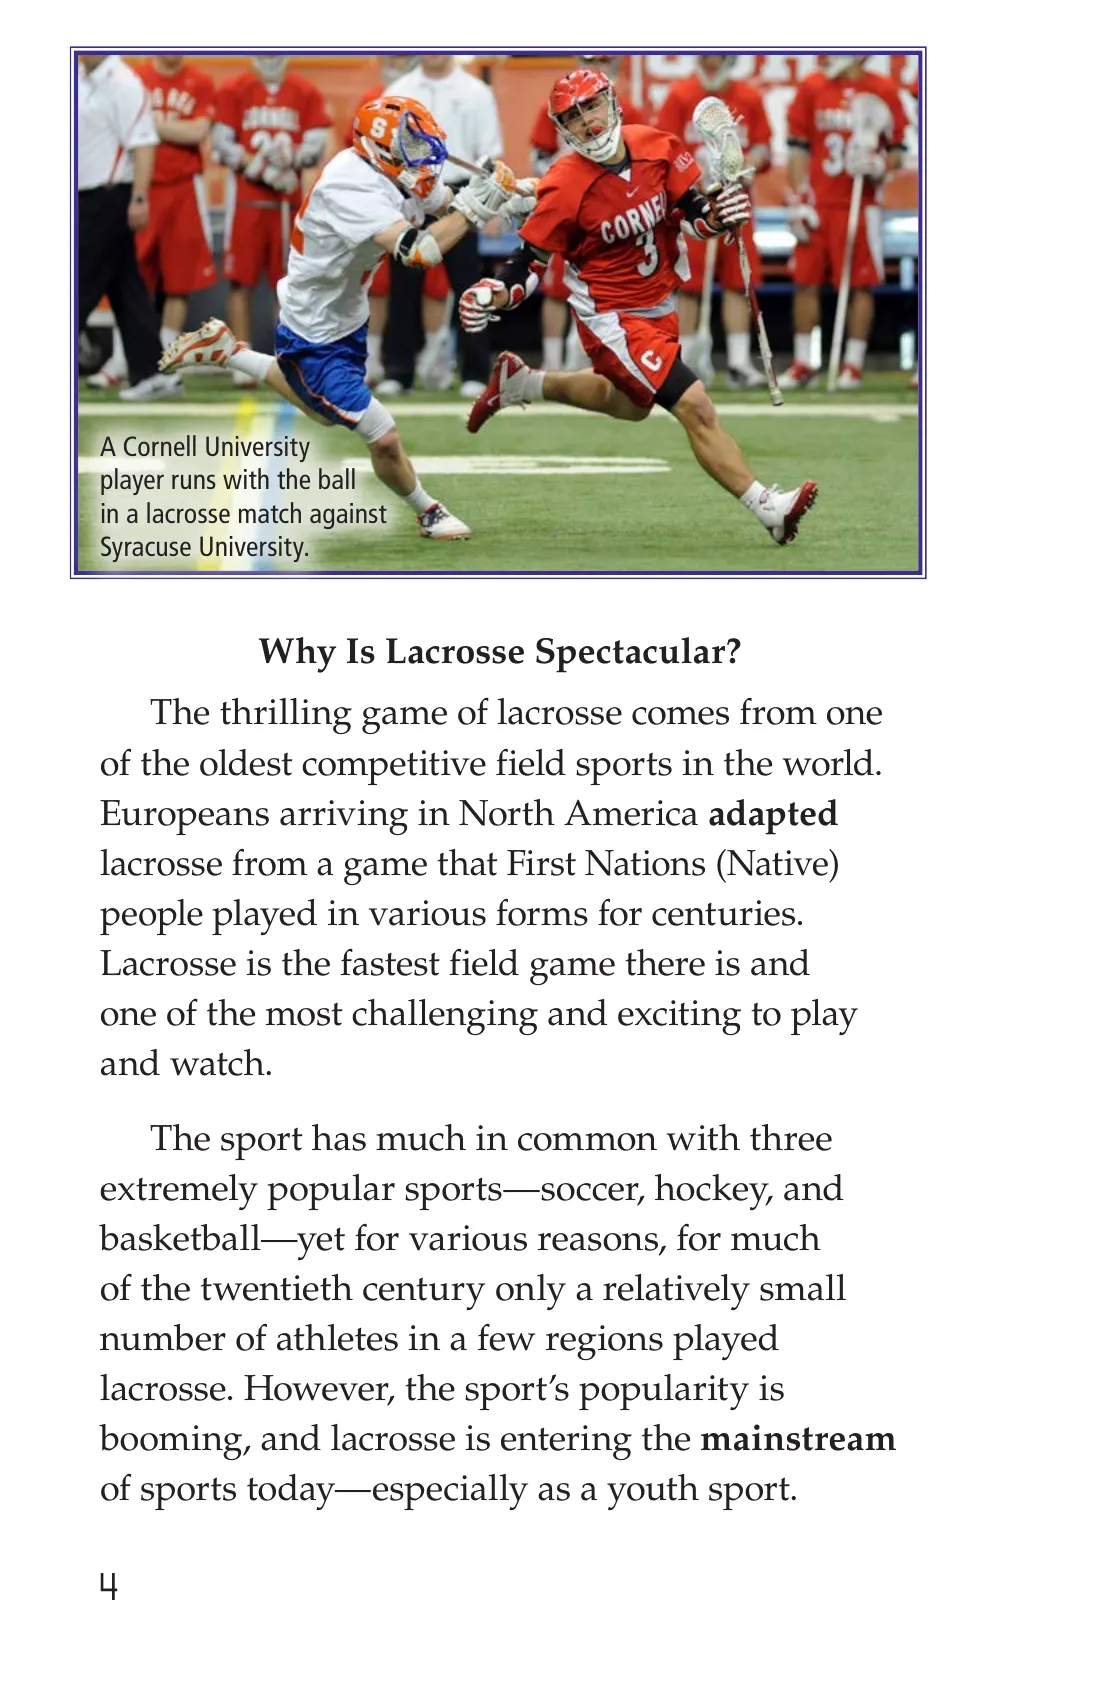 CORNELL
3
S
C
A Cornell University
player runs with the ball
in a lacrosse match against
Syracuse University.
Why Is Lacrosse Spectacular?
The thrilling game of lacrosse comes from one
of the oldest competitive field sports in the world.
Europeans arriving in North America adapted
lacrosse from a game that First Nations (Native)
people played in various forms for centuries.
Lacrosse is the fastest field game there is and
one of the most challenging and exciting to play
and watch.
The sport has much in common with three
extremely popular sports—soccer, hockey, and
basketball—yet for various reasons, for much
of the twentieth century only a relatively small
number of athletes in a few regions played
lacrosse. However, the sport’s popularity is
booming, and lacrosse is entering the mainstream
of sports today—especially as a youth sport.
4